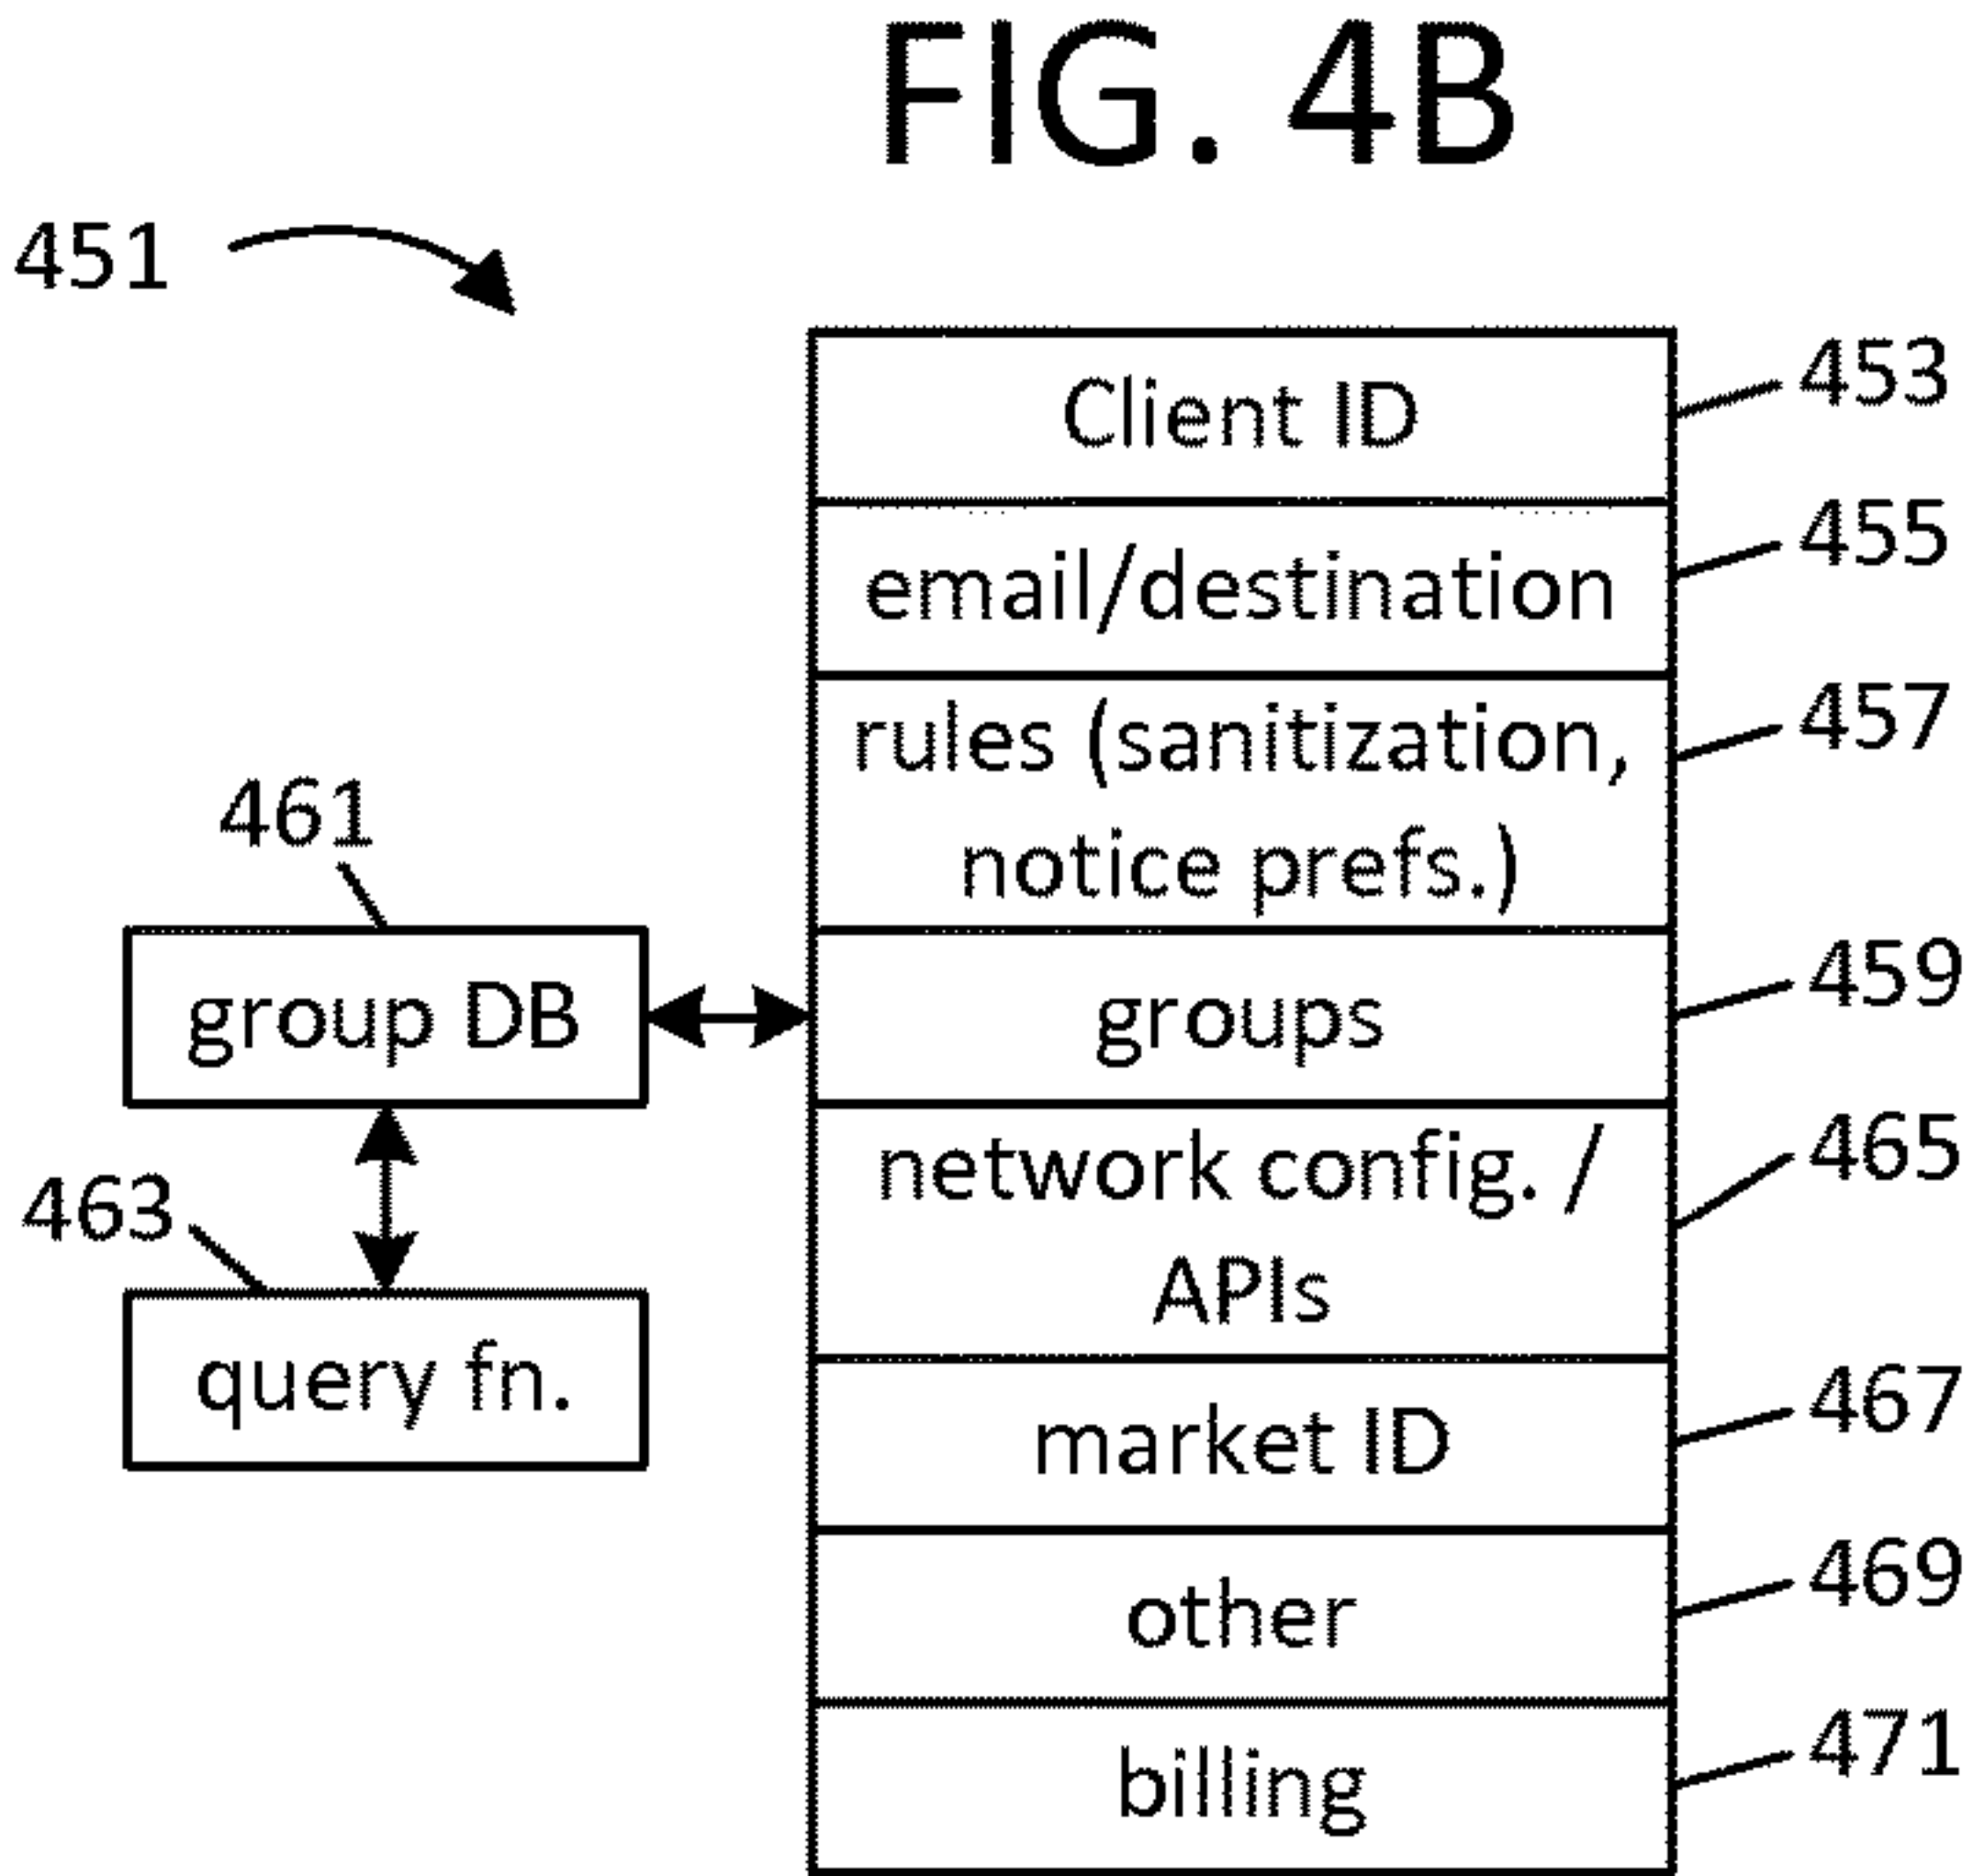 FIG. 4B
451
Client ID
453
email/destination
455
rules (sanitization,
notice prefs.)
457
461
group DB
groups
459
463
query fn.
network config. /
APIs
465
market ID
467
other
469
billing
471